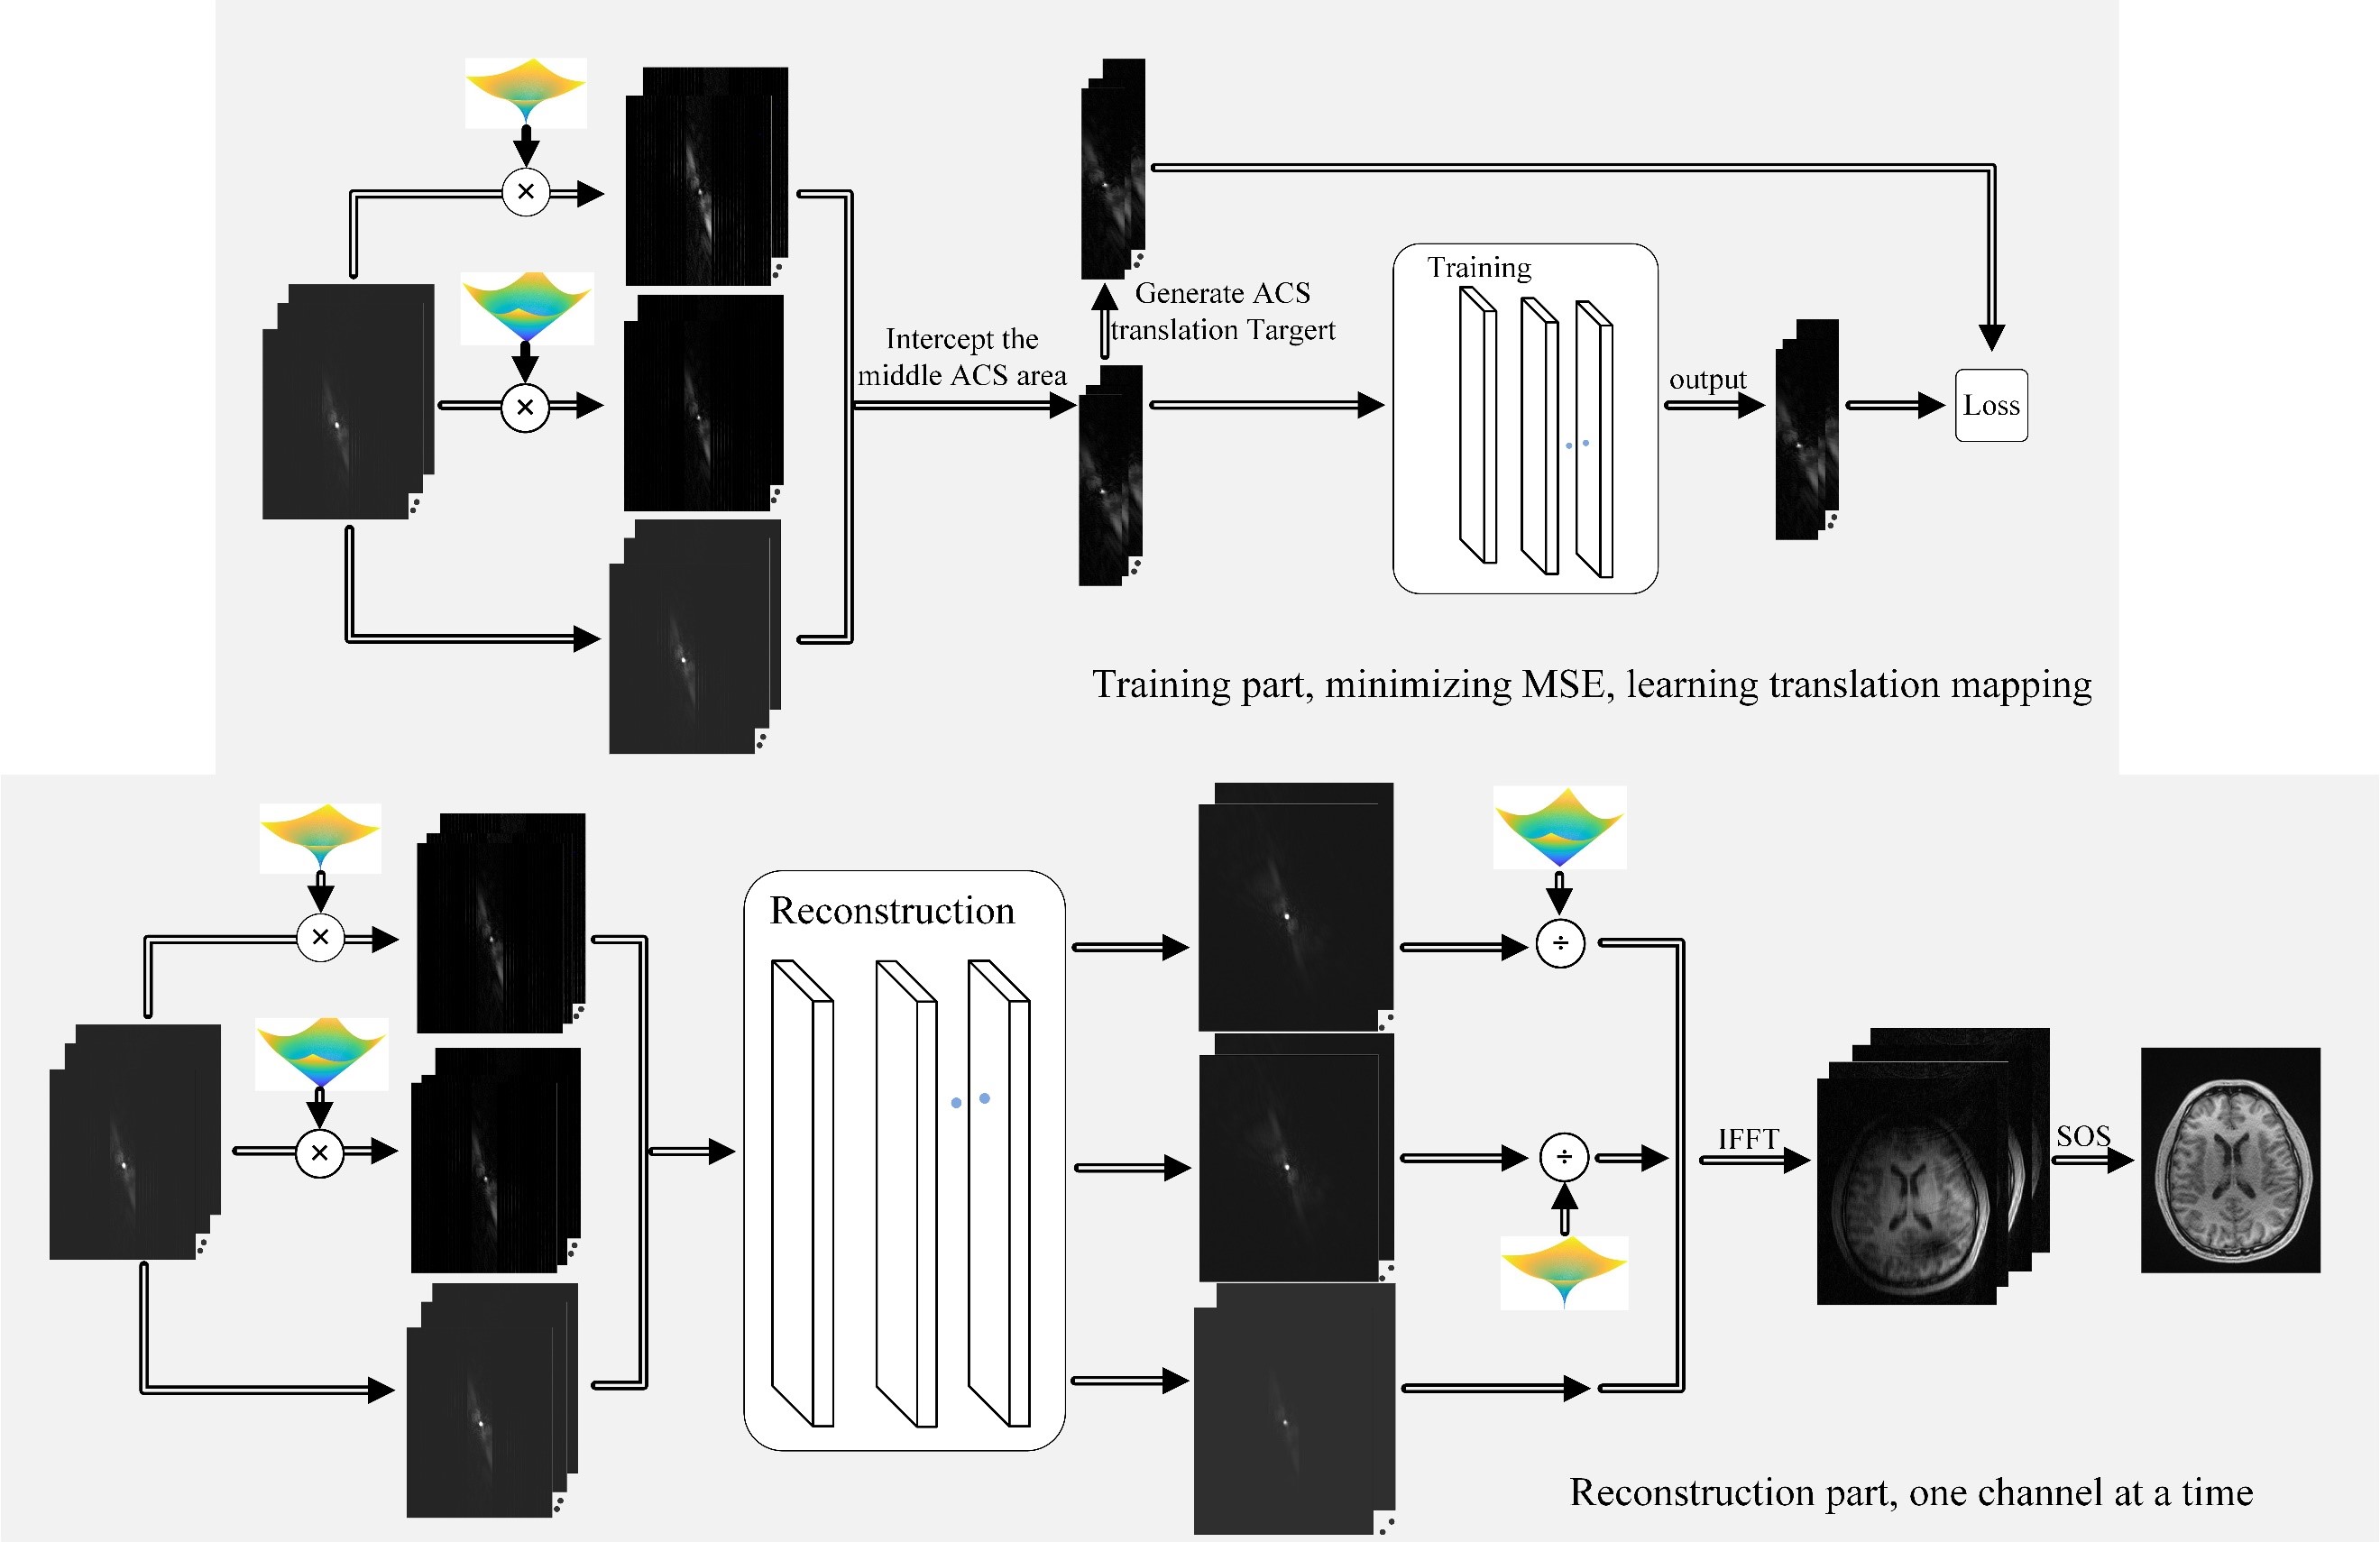 ×
×
Intercept the
middle ACS area
Generate ACS
translation Targert
Training
output
Loss
Training part, minimizing MSE, learning translation mapping
×
×
Reconstruction
÷
÷
IFFT
SOS
Reconstruction part, one channel at a time